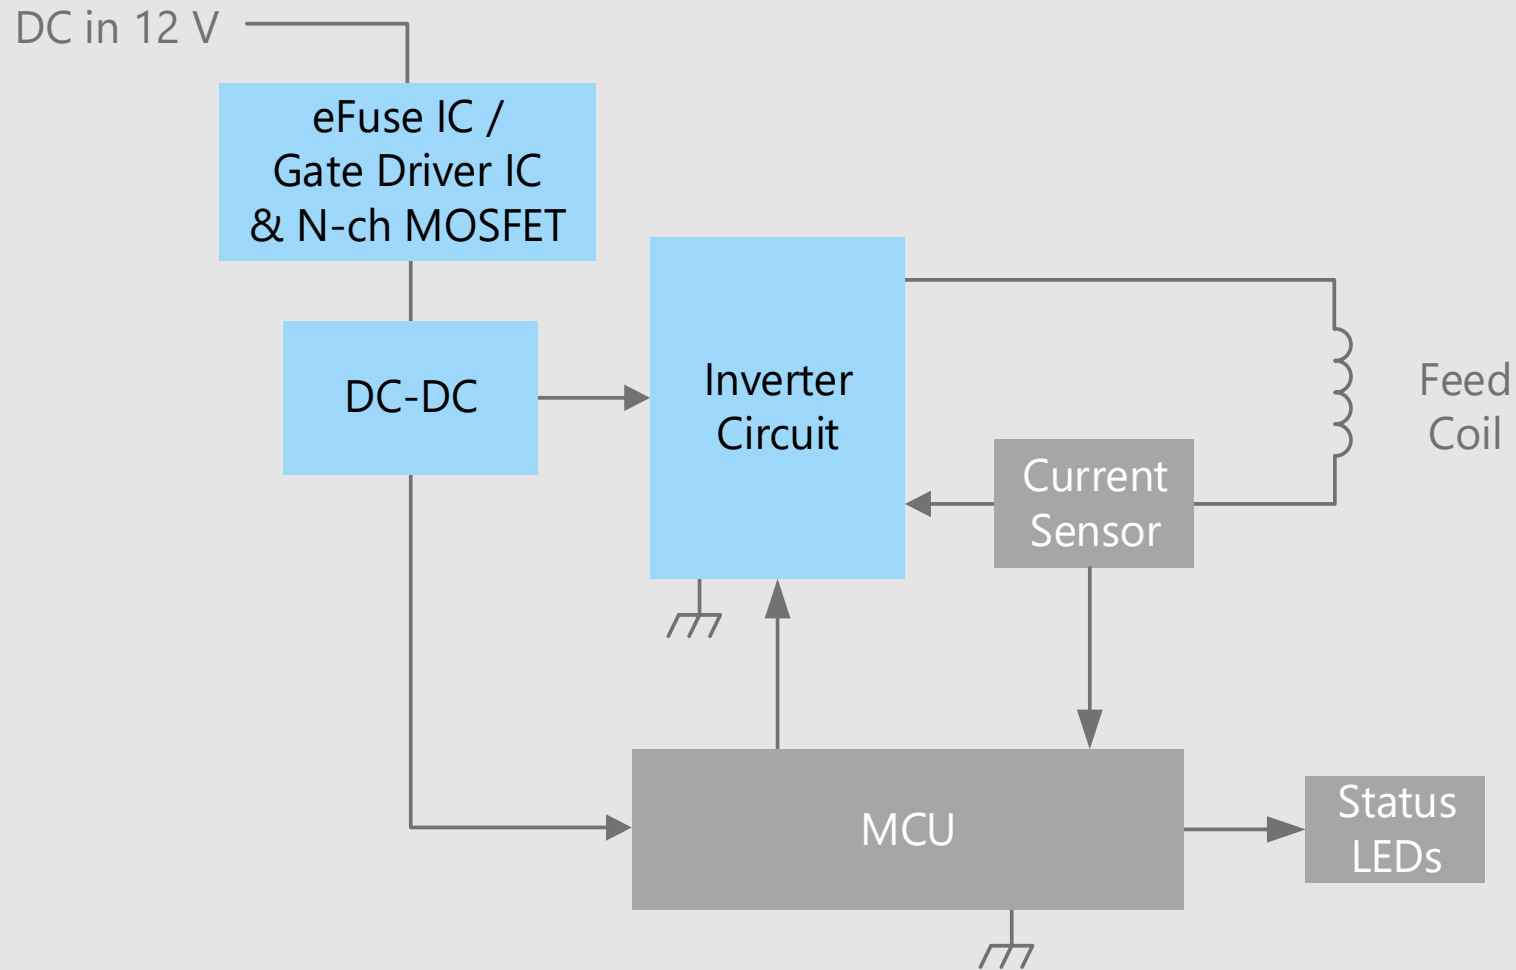 DC in 12 V
eFuse IC /
Gate Driver IC
& N-ch MOSFET
DC-DC
Inverter
Circuit
Feed
Coil
Current
Sensor
MCU
Status
LEDs